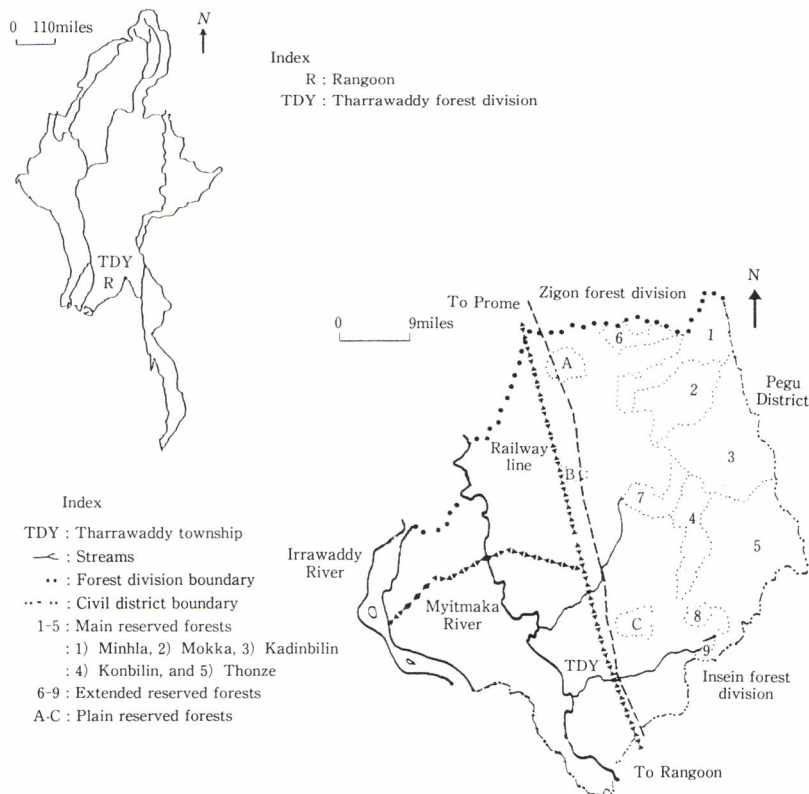 0 110miles
N
Index
R : Rangoon
TDY : Tharrawaddy forest division
TDY
R
N
To Prome
Zigon forest division
0 9miles
6
1
A
2
Pegu
District
Railway
line
3
B
7
4
5
Irrawaddy
River
Myitmaka
River
C
8
TDY
9
Insein forest
division
To Rangoon
Index
TDY : Tharrawaddy township
: Streams
: Forest division boundary
: Civil district boundary
1-5 : Main reserved forests
: 1) Minhla, 2) Mokka, 3) Kadinbilin
: 4) Konbilin, and 5) Thonze
6-9 : Extended reserved forests
A-C : Plain reserved forests